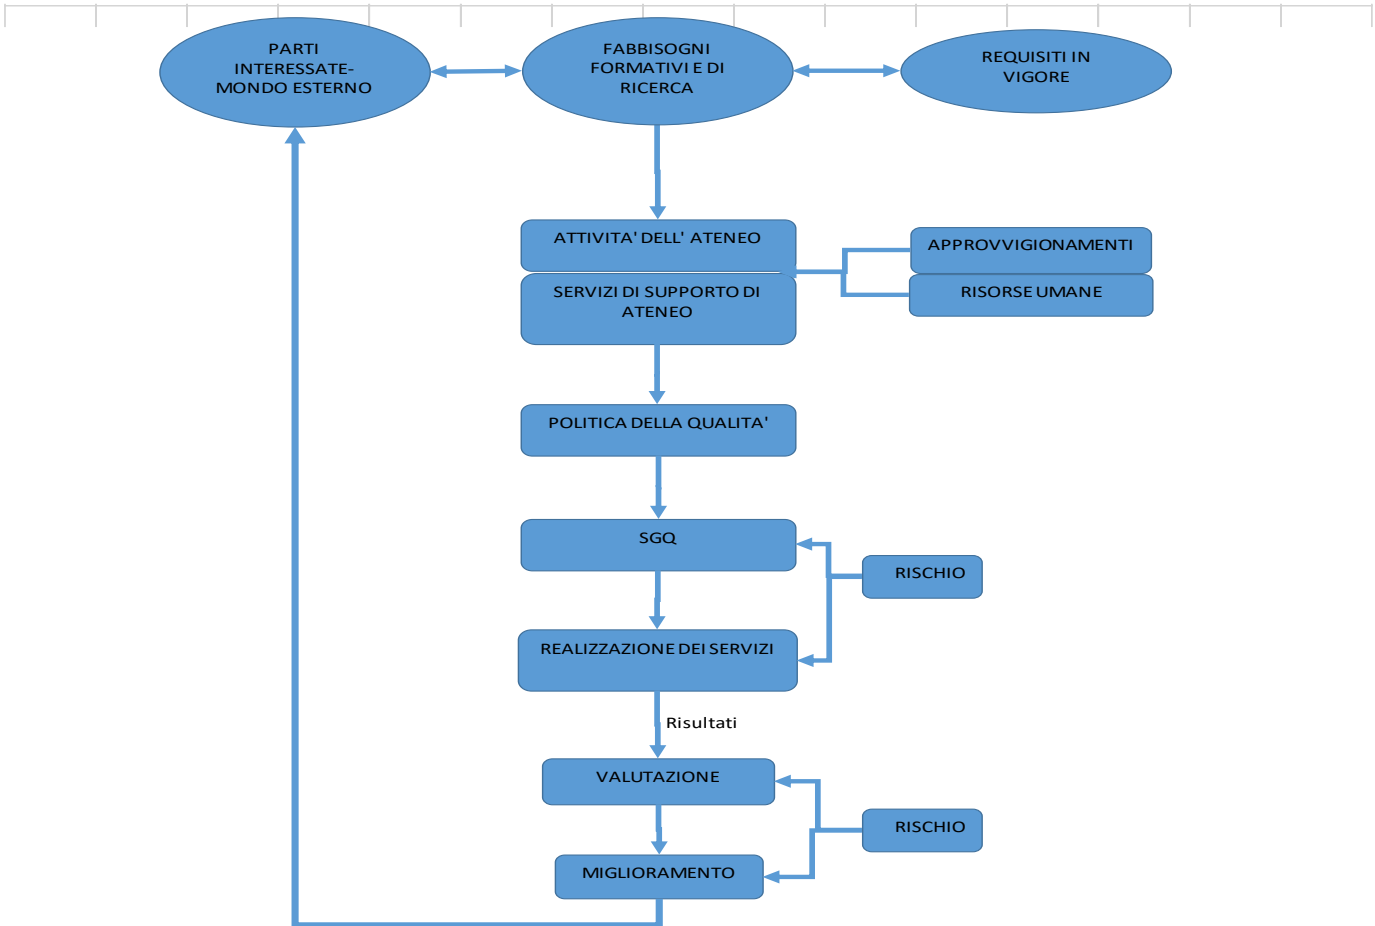 PARTI
INTERESSATE-
MONDO ESTERNO
FABBISOGNI
FORMATIVI E DI
RICERCA
REQUISITI IN
VIGORE
ATTIVITA' DELL' ATENEO
SERVIZI DI SUPPORTO DI
ATENEO
APPROVVIGIONAMENTI
RISORSE UMANE
POLITICA DELLA QUALITA'
SGQ
RISCHIO
REALIZZAZIONE DEI SERVIZI
Risultati
VALUTAZIONE
RISCHIO
MIGLIORAMENTO